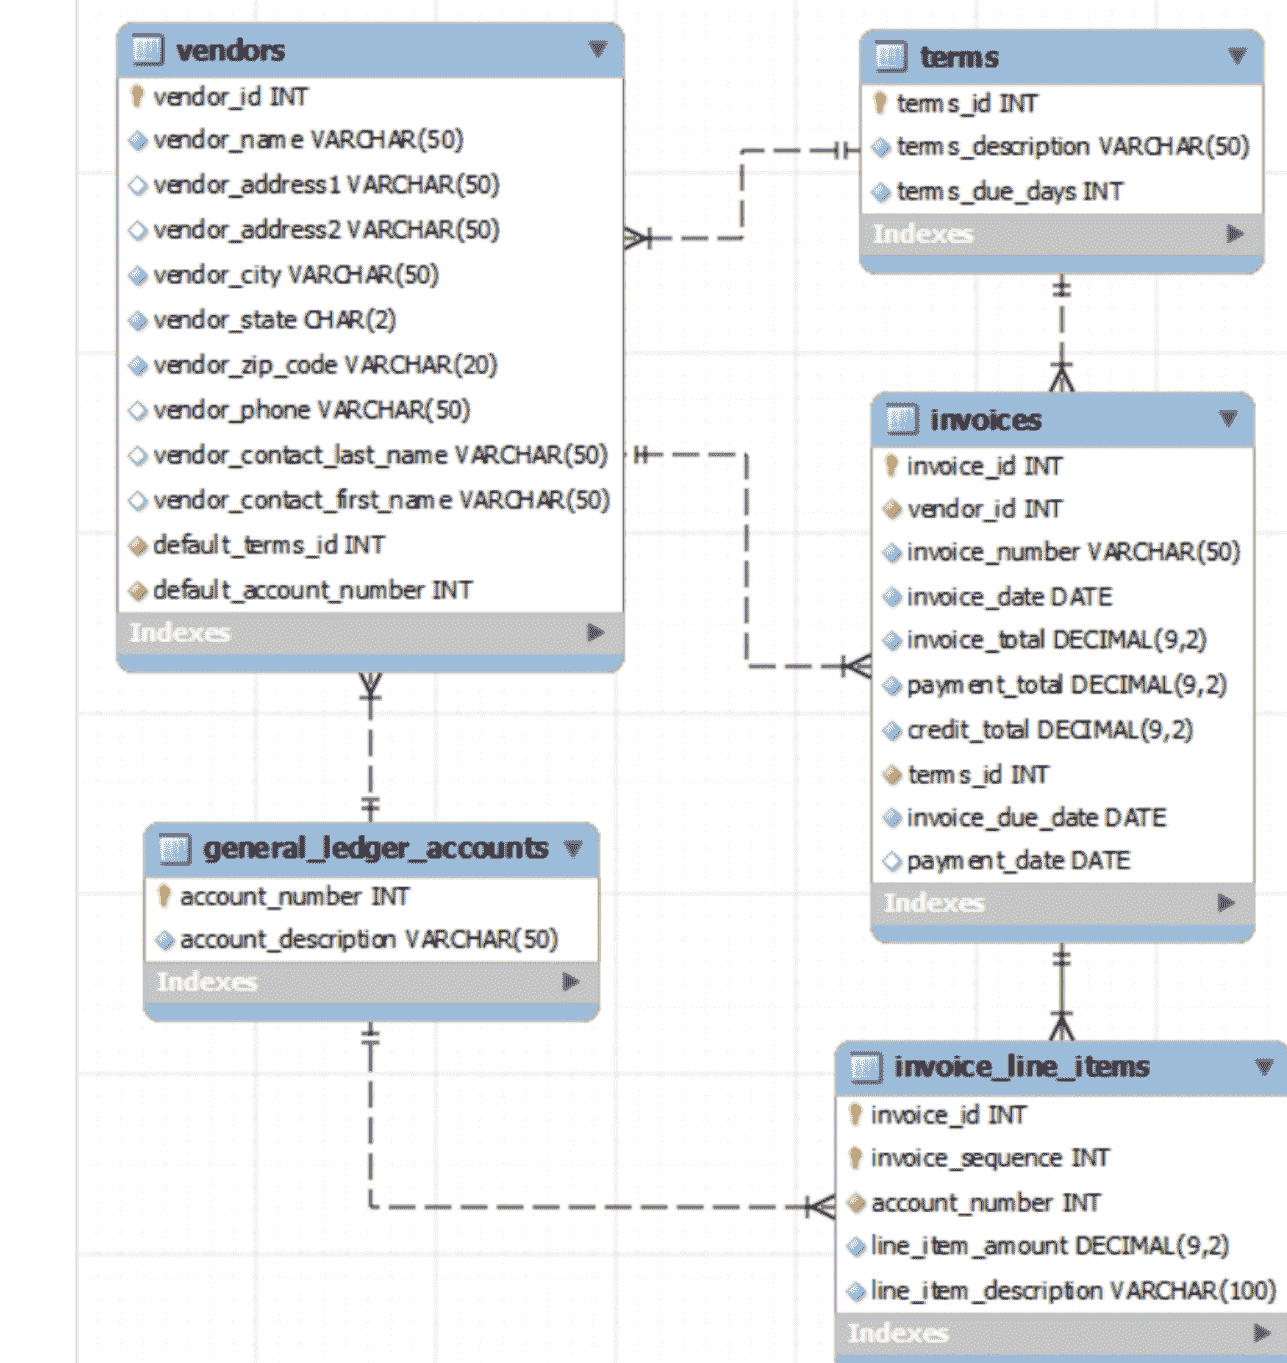 vendors
vendor_id INT
vendor_name VARCHAR(50)
vendor_address1 VARCHAR(50)
vendor_address2 VARCHAR(50)
vendor_city VARCHAR(50)
vendor_state CHAR(2)
vendor_zip_code VARCHAR(20)
vendor_phone VARCHAR(50)
vendor_contact_last_name VARCHAR(50)
vendor_contact_first_name VARCHAR(50)
default_terms_id INT
default_account_number INT
Indexes
terms
terms_id INT
terms_description VARCHAR(50)
terms_due_days INT
Indexes
invoices
invoice_id INT
vendor_id INT
invoice_number VARCHAR(50)
invoice_date DATE
invoice_total DECIMAL(9,2)
payment_total DECIMAL(9,2)
credit_total DECIMAL(9,2)
terms_id INT
invoice_due_date DATE
payment_date DATE
Indexes
general_ledger_accounts
account_number INT
account_description VARCHAR(50)
Indexes
invoice_line_items
invoice_id INT
invoice_sequence INT
account_number INT
line_item_amount DECIMAL(9,2)
line_item_description VARCHAR(100)
Indexes